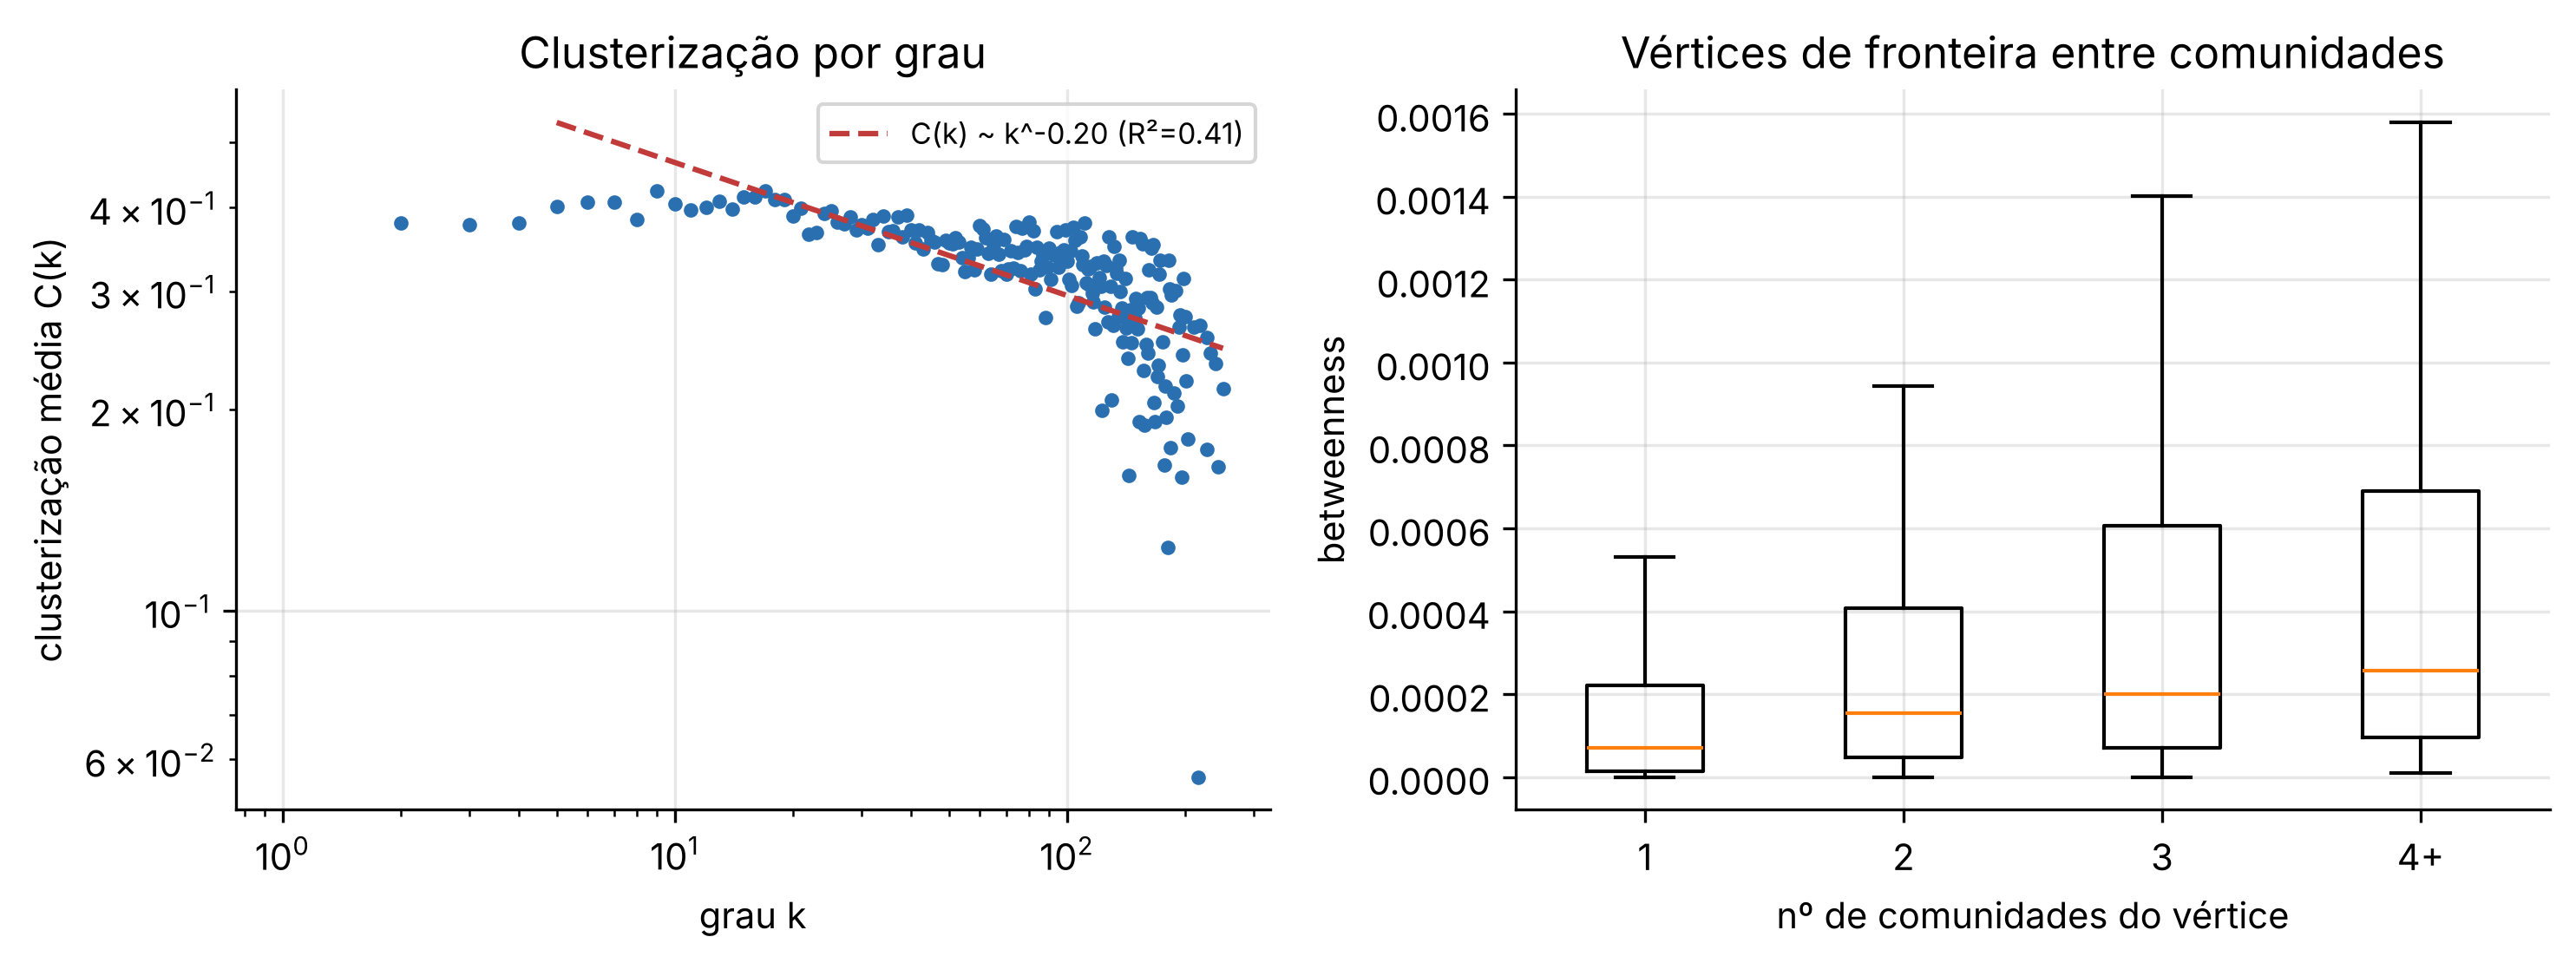 Clusterização por grau
C(k) ~ k^-0.20 (R²=0.41)
clusterização média C(k)
4 × 10⁻¹
3 × 10⁻¹
2 × 10⁻¹
10⁻¹
6 × 10⁻²
10⁰ 10¹ 10²
grau k
Vértices de fronteira entre comunidades
betweenness
0.0016
0.0014
0.0012
0.0010
0.0008
0.0006
0.0004
0.0002
0.0000
1 2 3 4+
nº de comunidades do vértice